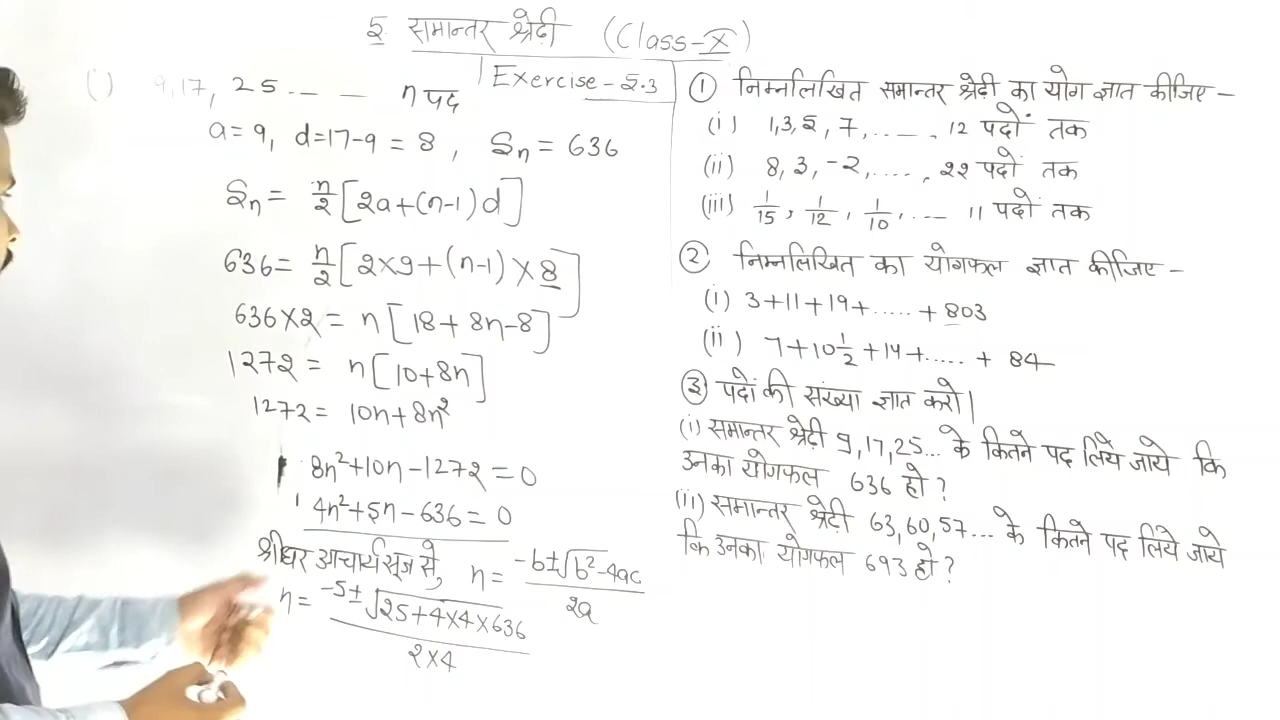 5 समान्तर श्रेढ़ी (Class-X)
Exercise-5.3
(i) 9,17, 25 .. — — n पद
a=9, d=17-9 = 8, Sn = 636
Sn = n/2 [2a+(n-1)d]
636= n/2 [2×9+(n-1)×8]
636×2 = n[18+8n-8]
1272 = n[10+8n]
1272 = 10n+8n²
8n²+10n-1272=0
4n²+5n-636=0
श्रीधर आचार्य सूत्र से, n = -b±√b²-4ac / 2a
n = -5±√25+4×4×636 / 2×4
① निम्नलिखित समान्तर श्रेढ़ी का योग ज्ञात कीजिए –
(i) 1,3,5,7,....., 12 पदों तक
(ii) 8, 3, -2, ....., 22 पदों तक
(iii) 1/15, 1/12, 1/10, .... 11 पदों तक
② निम्नलिखित का योगफल ज्ञात कीजिए –
(i) 3+11+19+.....+803
(ii) 7+10 1/2+14+.....+ 84
③ पदों की संख्या ज्ञात करो।
(i) समान्तर श्रेढ़ी 9,17,25... के कितने पद लिये जाये कि
उनका योगफल 636 हो?
(ii) समान्तर श्रेढ़ी 63,60,57... के कितने पद लिये जाये
कि उनका योगफल 693 हो?